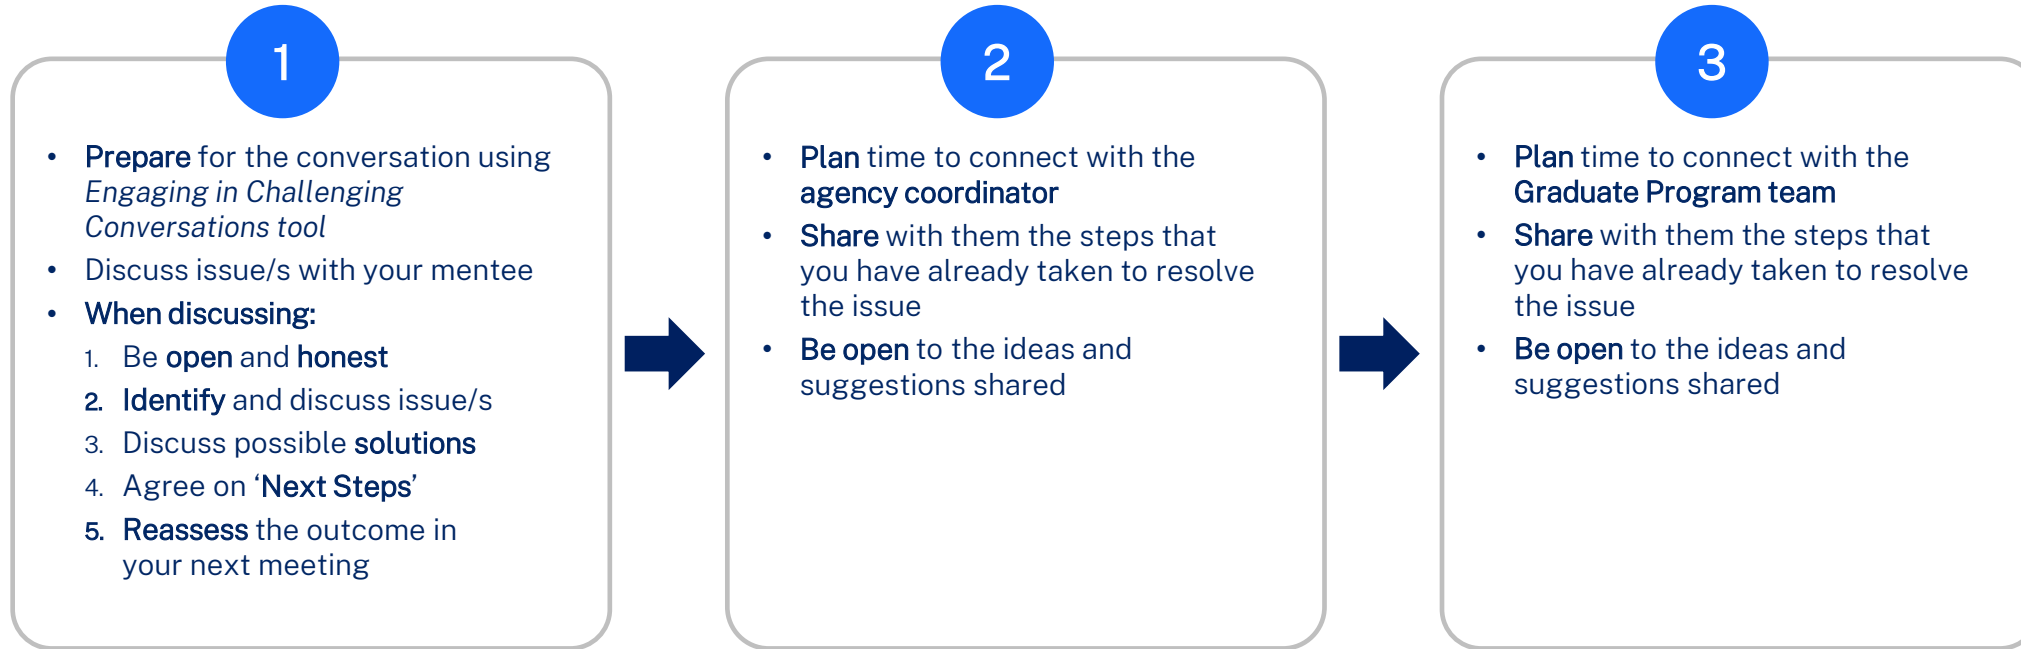 1
• Prepare for the conversation using
Engaging in Challenging
Conversations tool
• Discuss issue/s with your mentee
• When discussing:
1. Be open and honest
2. Identify and discuss issue/s
3. Discuss possible solutions
4. Agree on ‘Next Steps’
5. Reassess the outcome in
your next meeting
2
• Plan time to connect with the
agency coordinator
• Share with them the steps that
you have already taken to resolve
the issue
• Be open to the ideas and
suggestions shared
3
• Plan time to connect with the
Graduate Program team
• Share with them the steps that
you have already taken to resolve
the issue
• Be open to the ideas and
suggestions shared